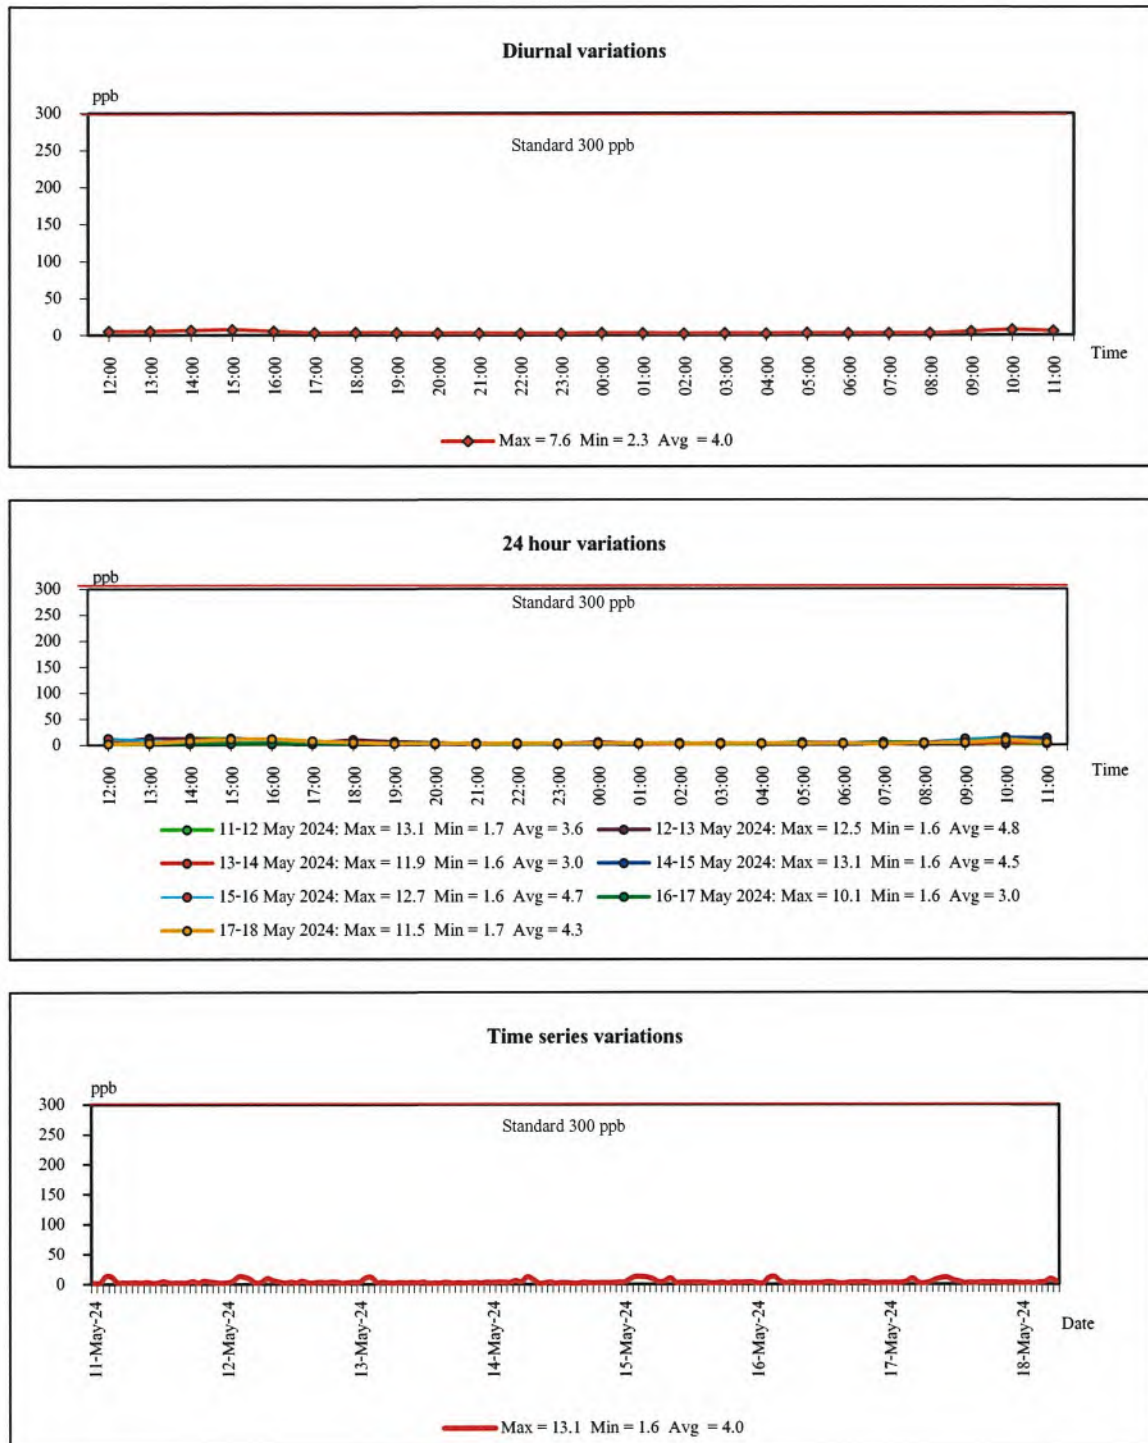 Diurnal variations
ppb
300
Standard 300 ppb
250
200
150
100
50
0
Time
12:00 13:00 14:00 15:00 16:00 17:00 18:00 19:00 20:00 21:00 22:00 23:00 00:00 01:00 02:00 03:00 04:00 05:00 06:00 07:00 08:00 09:00 10:00 11:00
Max = 7.6 Min = 2.3 Avg = 4.0
24 hour variations
ppb
300
Standard 300 ppb
250
200
150
100
50
0
Time
12:00 13:00 14:00 15:00 16:00 17:00 18:00 19:00 20:00 21:00 22:00 23:00 00:00 01:00 02:00 03:00 04:00 05:00 06:00 07:00 08:00 09:00 10:00 11:00
11-12 May 2024: Max = 13.1 Min = 1.7 Avg = 3.6 12-13 May 2024: Max = 12.5 Min = 1.6 Avg = 4.8
13-14 May 2024: Max = 11.9 Min = 1.6 Avg = 3.0 14-15 May 2024: Max = 13.1 Min = 1.6 Avg = 4.5
15-16 May 2024: Max = 12.7 Min = 1.6 Avg = 4.7 16-17 May 2024: Max = 10.1 Min = 1.6 Avg = 3.0
17-18 May 2024: Max = 11.5 Min = 1.7 Avg = 4.3
Time series variations
ppb
300
Standard 300 ppb
250
200
150
100
50
0
Date
11-May-24 12-May-24 13-May-24 14-May-24 15-May-24 16-May-24 17-May-24 18-May-24
Max = 13.1 Min = 1.6 Avg = 4.0